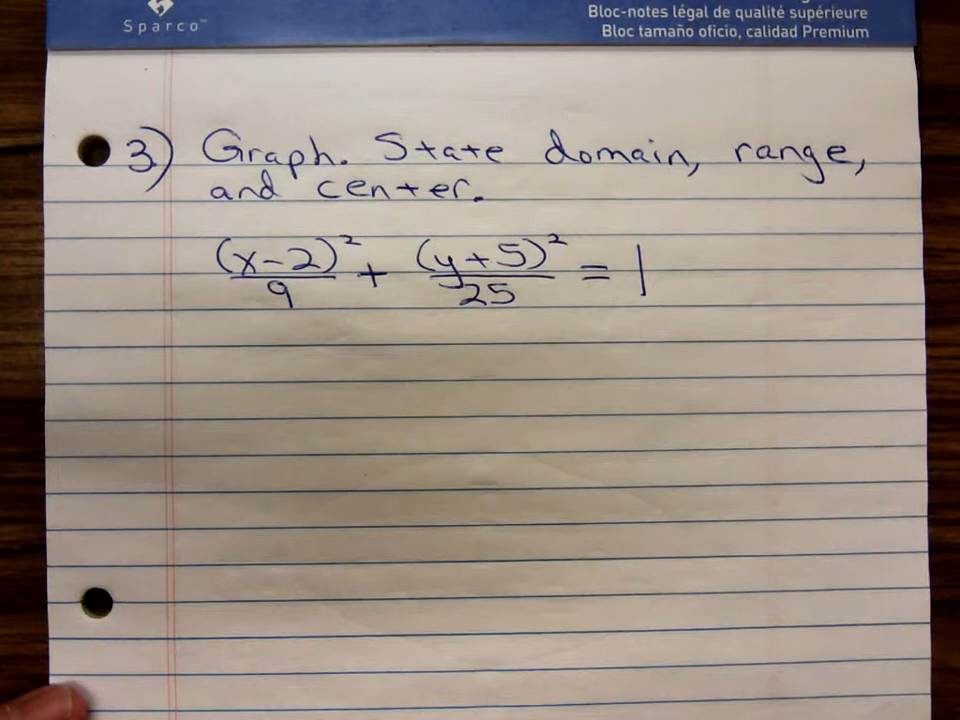 Sparco™
Bloc-notes légal de qualité supérieure
Bloc tamaño oficio, calidad Premium
3) Graph. State domain, range,
and center.
(x-2)²/9 + (y+5)²/25 = 1